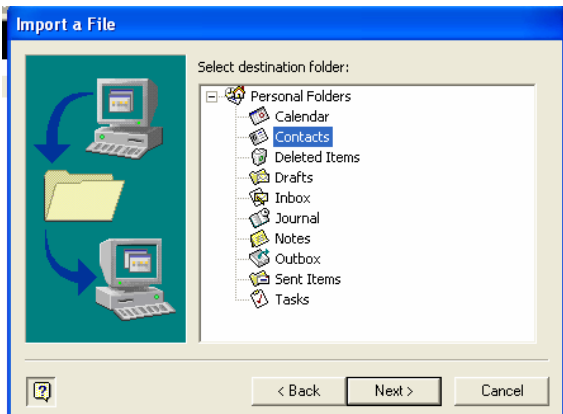 Import a File
Select destination folder:
Personal Folders
Calendar
Contacts
Deleted Items
Drafts
Inbox
Journal
Notes
Outbox
Sent Items
Tasks
?
< Back
Next >
Cancel